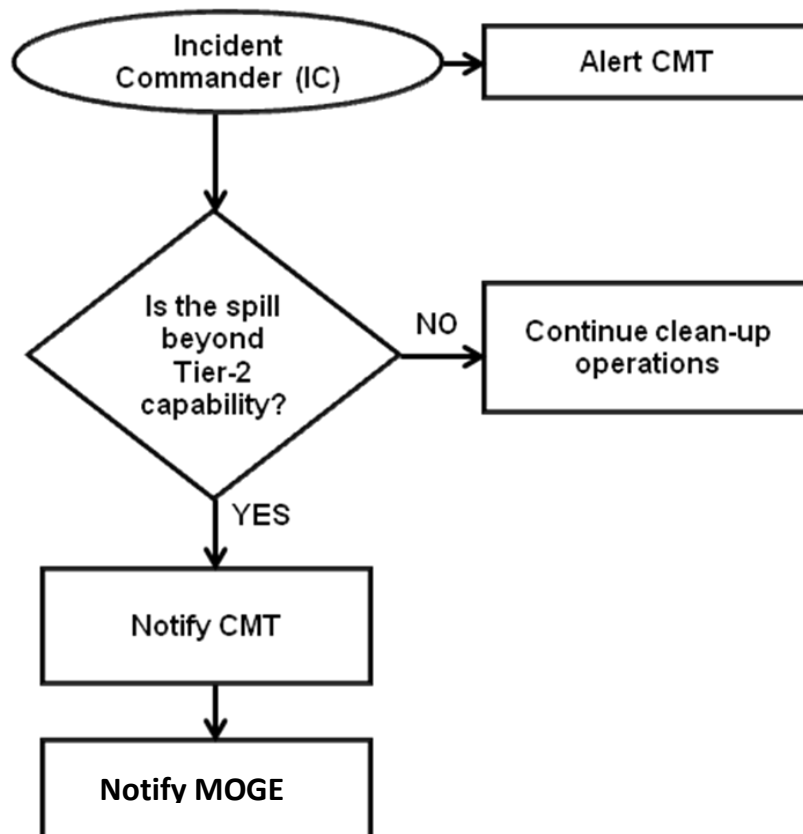 Incident
Commander (IC)
Alert CMT
Is the spill
beyond
Tier-2
capability?
NO
Continue clean-up
operations
YES
Notify CMT
Notify MOGE